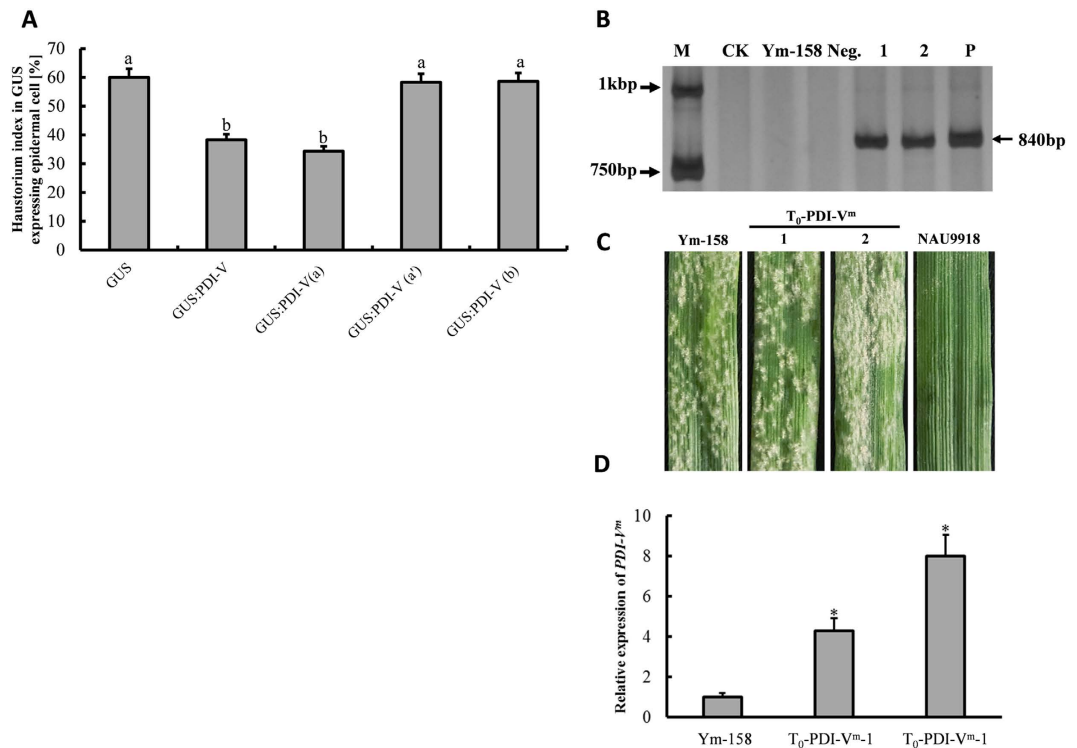 A
Haustorium index in GUS
expressing epidermal cell [%]
70
60
50
40
30
20
10
0
a
b
b
a
a
GUS
GUS:PDI-V
GUS:PDI-V(a)
GUS:PDI-V (a')
GUS:PDI-V (b)
B
M CK Ym-158 Neg. 1 2 P
1kbp
750bp
840bp
C
T₀-PDI-Vᵐ
Ym-158 1 2 NAU9918
D
Relative expression of PDI-Vᵐ
10
8
6
4
2
0
*
*
Ym-158
T₀-PDI-Vᵐ-1
T₀-PDI-Vᵐ-1